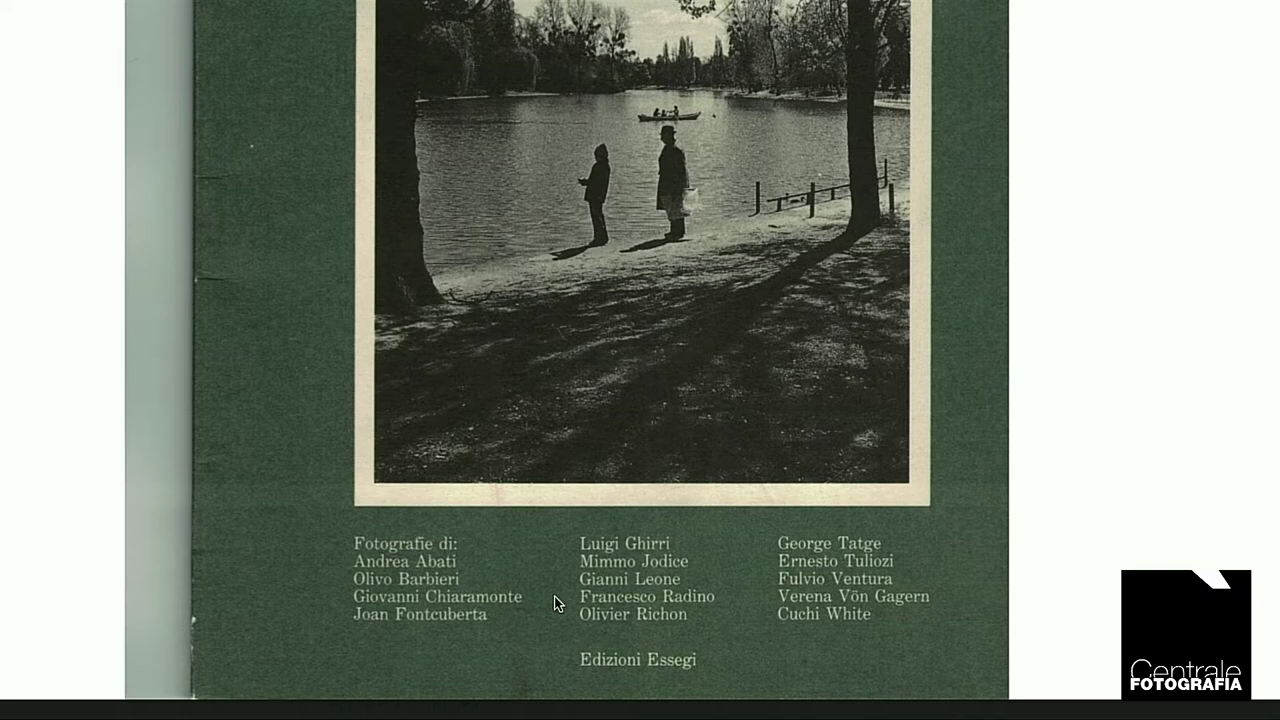 Fotografie di:
Andrea Abati
Olivo Barbieri
Giovanni Chiaramonte
Joan Fontcuberta
Luigi Ghirri
Mimmo Jodice
Gianni Leone
Francesco Radino
Olivier Richon
George Tatge
Ernesto Tuliozi
Fulvio Ventura
Verena Vön Gagern
Cuchi White
Edizioni Essegi
Centrale
FOTOGRAFIA